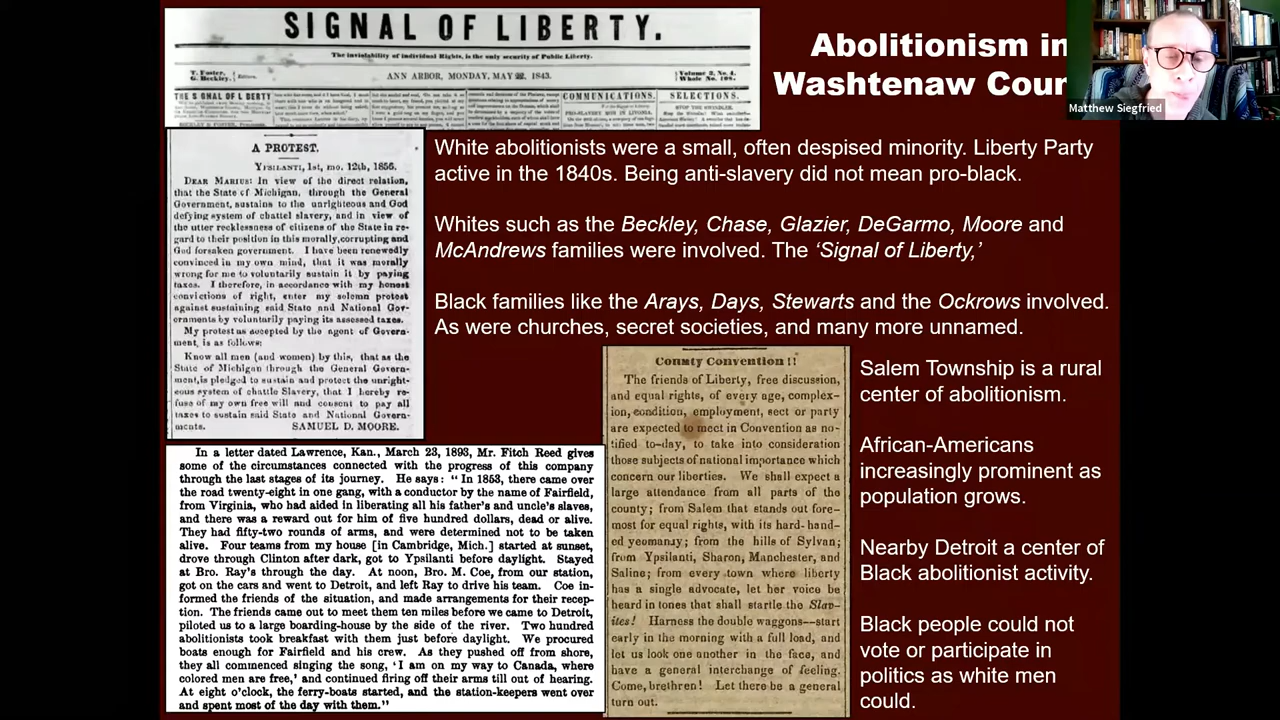 SIGNAL OF LIBERTY.
The inviolability of individual Rights, is the only security of Public Liberty.
T. Foster,
G. Beckley,
Editors.
ANN ARBOR, MONDAY, MAY 22, 1843.
Volume 3, No. 4.
Whole No. 108.
THE SIGNAL OF LIBERTY
COMMUNICATIONS.
SELECTIONS.
Abolitionism in
Washtenaw Coun
Matthew Siegfried
A PROTEST.
YPSILANTI, 1st, mo. 12th, 1856.
DEAR MARIUS: In view of the direct relation,
that the State of Michigan, through the General
Government, sustains to the unrighteous and God
defying system of chattel slavery, and in view of
the utter recklessness of citizens of the State in re-
gard to their position in this morally,corrupting and
God forsaken government. I have been renewedly
convinced in my own mind, that it was morally
wrong for me to voluntarily sustain it by paying
taxes. I therefore, in accordance with my honest
convictions of right, enter my solemn protest
against sustaining said State and National Gov-
ernments by voluntarily paying its assessed taxes.
My protest as accepted by the agent of Govern-
ment, is as follows:
Know all men (and women) by this, that as the
State of Michigan through the General Govern-
ment, is pledged to sustain and protect the unright-
eous system of chattle Slavery, that I hereby re-
fuse of my own free will and consent to pay all
taxes to sustain said State and National Govern-
ments. SAMUEL D. MOORE.
White abolitionists were a small, often despised minority. Liberty Party
active in the 1840s. Being anti-slavery did not mean pro-black.
Whites such as the Beckley, Chase, Glazier, DeGarmo, Moore and
McAndrews families were involved. The ‘Signal of Liberty,’
Black families like the Arays, Days, Stewarts and the Ockrows involved.
As were churches, secret societies, and many more unnamed.
In a letter dated Lawrence, Kan., March 23, 1893, Mr. Fitch Reed gives
some of the circumstances connected with the progress of this company
through the last stages of its journey. He says: “ In 1853, there came over
the road twenty-eight in one gang, with a conductor by the name of Fairfield,
from Virginia, who had aided in liberating all his father's and uncle's slaves,
and there was a reward out for him of five hundred dollars, dead or alive.
They had fifty-two rounds of arms, and were determined not to be taken
alive. Four teams from my house [in Cambridge, Mich.] started at sunset,
drove through Clinton after dark, got to Ypsilanti before daylight. Stayed
at Bro. Ray's through the day. At noon, Bro. M. Coe, from our station,
got on the cars and went to Detroit, and left Ray to drive his team. Coe in-
formed the friends of the situation, and made arrangements for their recep-
tion. The friends came out to meet them ten miles before we came to Detroit,
piloted us to a large boarding-house by the side of the river. Two hundred
abolitionists took breakfast with them just before daylight. We procured
boats enough for Fairfield and his crew. As they pushed off from shore,
they all commenced singing the song, ‘ I am on my way to Canada, where
colored men are free,’ and continued firing off their arms till out of hearing.
At eight o'clock, the ferry-boats started, and the station-keepers went over
and spent most of the day with them.”
County Convention !!
The friends of Liberty, free discussion,
and equal rights, of every age, complex-
ion, condition, employment, sect or party
are expected to meet in Convention as no-
tified to-day, to take into consideration
those subjects of national importance which
concern our liberties. We shall expect a
large attendance from all parts of the
county; from Salem that stands out fore-
most for equal rights, with its hard-hand-
ed yeomanry; from the hills of Sylvan;
from Ypsilanti, Sharon, Manchester, and
Saline; from every town where liberty
has a single advocate, let her voice be
heard in tones that shall startle the Slav-
ites! Harness the double waggons—start
early in the morning with a full load, and
let us look one another in the face, and
have a general interchange of feeling.
Come, brethren! Let there be a general
turn out.
Salem Township is a rural
center of abolitionism.
African-Americans
increasingly prominent as
population grows.
Nearby Detroit a center of
Black abolitionist activity.
Black people could not
vote or participate in
politics as white men
could.